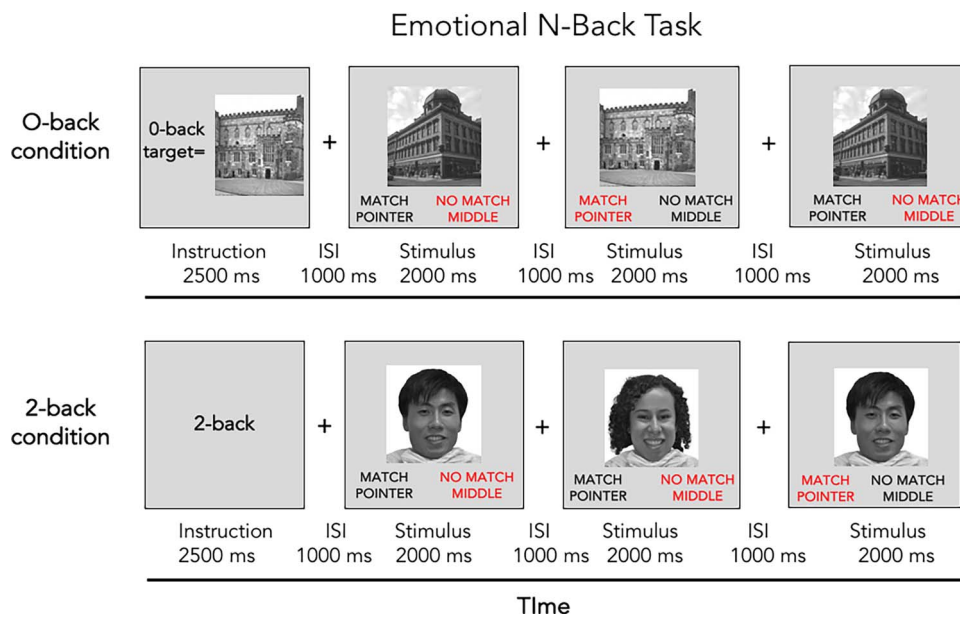 Emotional N-Back Task
O-back
condition
0-back
target=
+
MATCH
POINTER
NO MATCH
MIDDLE
+
MATCH
POINTER
NO MATCH
MIDDLE
+
MATCH
POINTER
NO MATCH
MIDDLE
Instruction
2500 ms
ISI
1000 ms
Stimulus
2000 ms
ISI
1000 ms
Stimulus
2000 ms
ISI
1000 ms
Stimulus
2000 ms
2-back
condition
2-back
+
MATCH
POINTER
NO MATCH
MIDDLE
+
MATCH
POINTER
NO MATCH
MIDDLE
+
MATCH
POINTER
NO MATCH
MIDDLE
Instruction
2500 ms
ISI
1000 ms
Stimulus
2000 ms
ISI
1000 ms
Stimulus
2000 ms
ISI
1000 ms
Stimulus
2000 ms
TIme